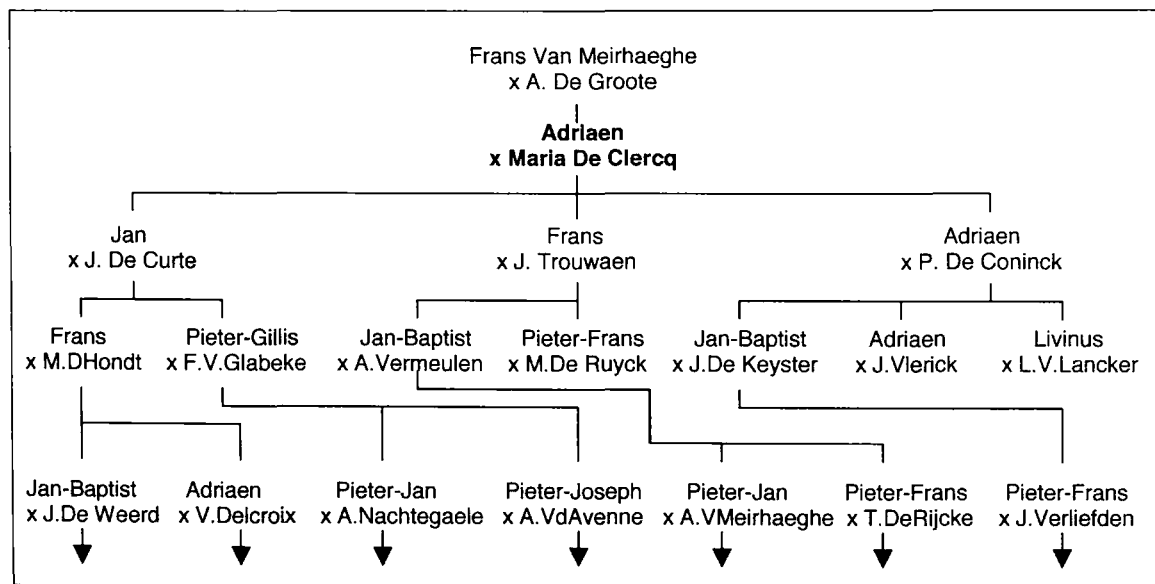 Frans Van Meirhaeghe
x A. De Groote
Adriaen
x Maria De Clercq
Jan
x J. De Curte
Frans
x J. Trouwaen
Adriaen
x P. De Coninck
Frans
x M.DHondt
Pieter-Gillis
x F.V.Glabeke
Jan-Baptist
x A.Vermeulen
Pieter-Frans
x M.De Ruyck
Jan-Baptist
x J.De Keyster
Adriaen
x J.Vlerick
Livinus
x L.V.Lancker
Jan-Baptist
x J.De Weerd
Adriaen
x V.Delcroix
Pieter-Jan
x A.Nachtegaele
Pieter-Joseph
x A.VdAvenne
Pieter-Jan
x A.VMeirhaeghe
Pieter-Frans
x T.DeRijcke
Pieter-Frans
x J.Verliefden